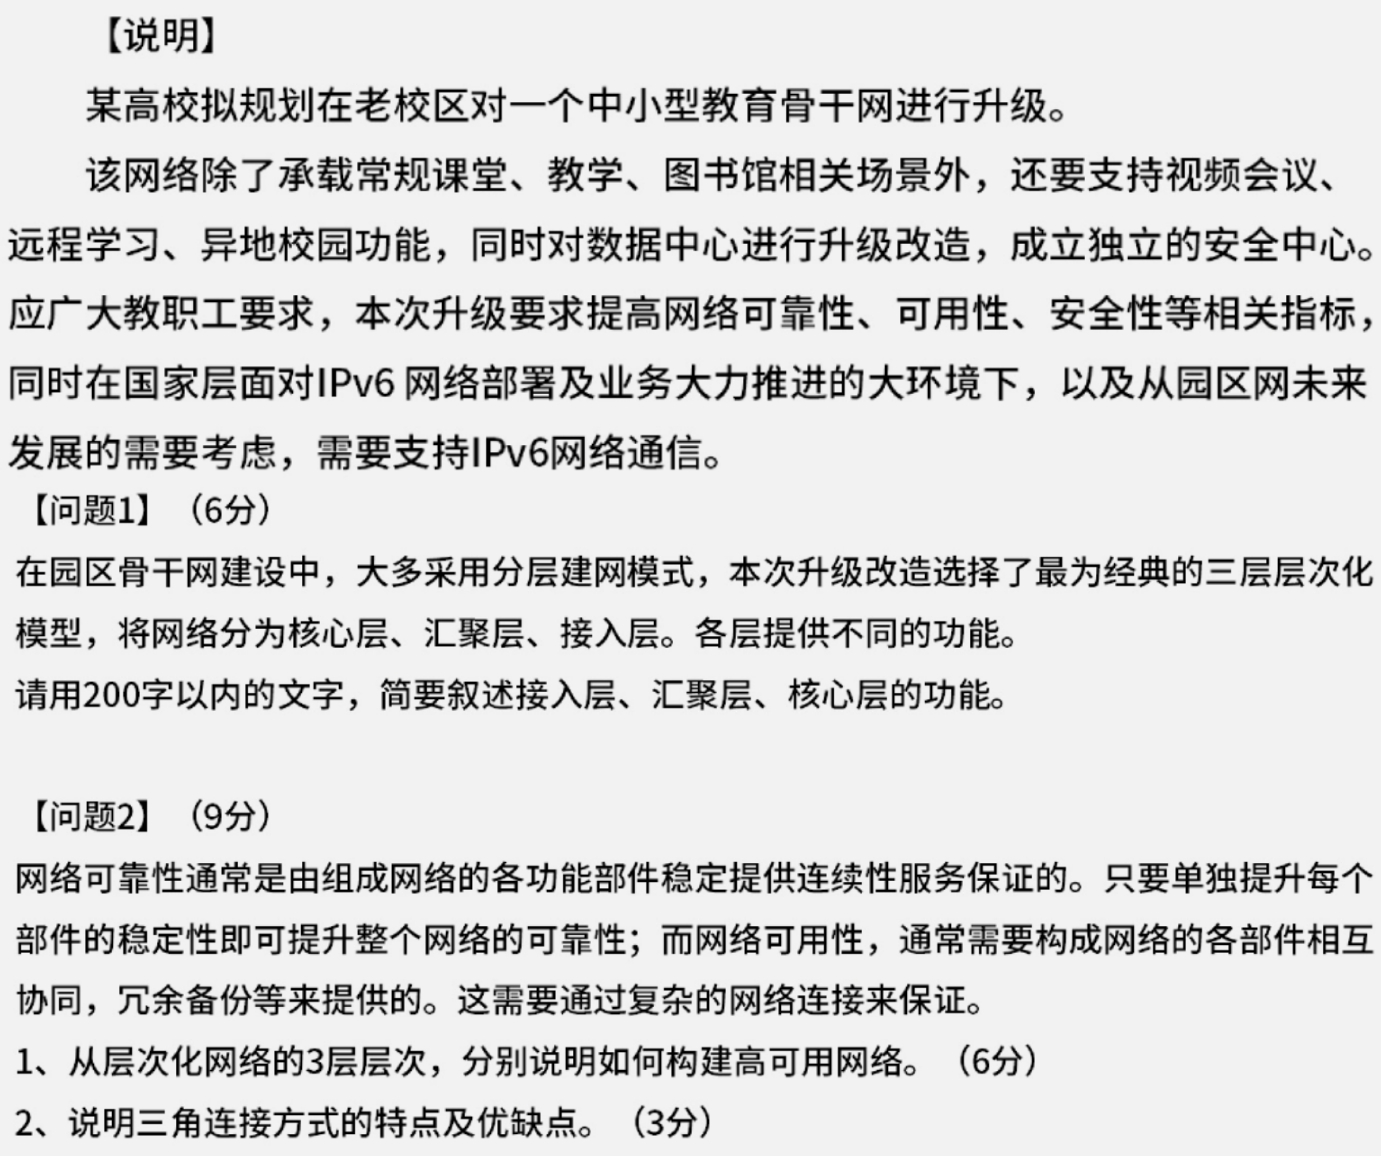 【说明】
某高校拟规划在老校区对一个中小型教育骨干网进行升级。
该网络除了承载常规课堂、教学、图书馆相关场景外，还要支持视频会议、
远程学习、异地校园功能，同时对数据中心进行升级改造，成立独立的安全中心。
应广大教职工要求，本次升级要求提高网络可靠性、可用性、安全性等相关指标，
同时在国家层面对IPv6 网络部署及业务大力推进的大环境下，以及从园区网未来
发展的需要考虑，需要支持IPv6网络通信。
【问题1】（6分）
在园区骨干网建设中，大多采用分层建网模式，本次升级改造选择了最为经典的三层层次化
模型，将网络分为核心层、汇聚层、接入层。各层提供不同的功能。
请用200字以内的文字，简要叙述接入层、汇聚层、核心层的功能。
【问题2】（9分）
网络可靠性通常是由组成网络的各功能部件稳定提供连续性服务保证的。只要单独提升每个
部件的稳定性即可提升整个网络的可靠性；而网络可用性，通常需要构成网络的各部件相互
协同，冗余备份等来提供的。这需要通过复杂的网络连接来保证。
1、从层次化网络的3层层次，分别说明如何构建高可用网络。（6分）
2、说明三角连接方式的特点及优缺点。（3分）